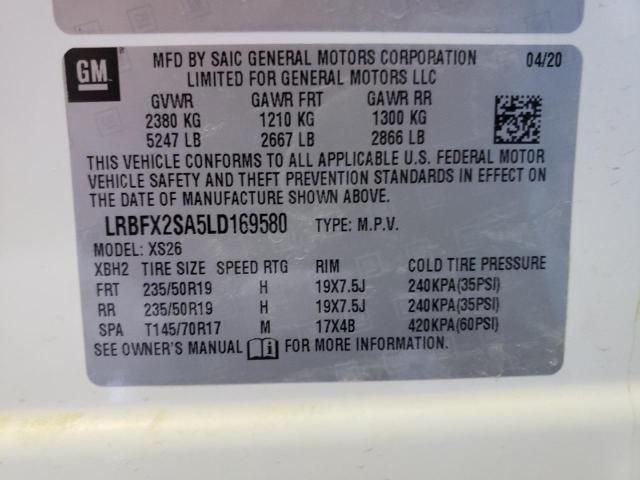 GM
MFD BY SAIC GENERAL MOTORS CORPORATION 04/20
LIMITED FOR GENERAL MOTORS LLC
GVWR GAWR FRT GAWR RR
2380 KG 1210 KG 1300 KG
5247 LB 2667 LB 2866 LB
THIS VEHICLE CONFORMS TO ALL APPLICABLE U.S. FEDERAL MOTOR
VEHICLE SAFETY AND THEFT PREVENTION STANDARDS IN EFFECT ON
THE DATE OF MANUFACTURE SHOWN ABOVE.
LRBFX2SA5LD169580 TYPE: M.P.V.
MODEL: XS26
XBH2 TIRE SIZE SPEED RTG RIM COLD TIRE PRESSURE
FRT 235/50R19 H 19X7.5J 240KPA(35PSI)
RR 235/50R19 H 19X7.5J 240KPA(35PSI)
SPA T145/70R17 M 17X4B 420KPA(60PSI)
SEE OWNER'S MANUAL i FOR MORE INFORMATION.